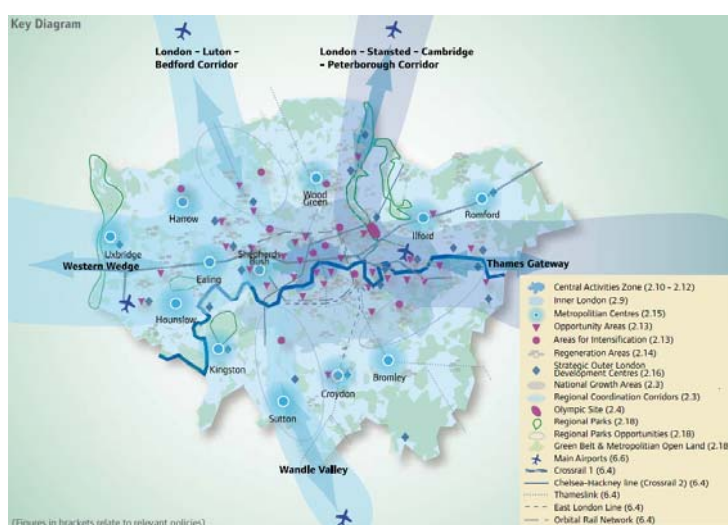 Key Diagram
London – Luton –
Bedford Corridor
London – Stansted – Cambridge
– Peterborough Corridor
Wood
Green
Romford
Harrow
Ilford
Uxbridge
Shepherds
Bush
Western Wedge
Ealing
Thames Gateway
Hounslow
Kingston
Croydon
Bromley
Sutton
Wandle Valley
Central Activities Zone (2.10 – 2.12)
Inner London (2.9)
Metropolitan Centres (2.15)
Opportunity Areas (2.13)
Areas for Intensification (2.13)
Regeneration Areas (2.14)
Strategic Outer London
Development Centres (2.16)
National Growth Areas (2.3)
Regional Coordination Corridors (2.3)
Olympic Site (2.4)
Regional Parks (2.18)
Regional Parks Opportunities (2.18)
Green Belt & Metropolitan Open Land (2.18
Main Airports (6.6)
Crossrail 1 (6.4)
Chelsea–Hackney line (Crossrail 2) (6.4)
Thameslink (6.4)
East London Line (6.4)
Orbital Rail Network (6.4)
(Figures in brackets relate to relevant policies)